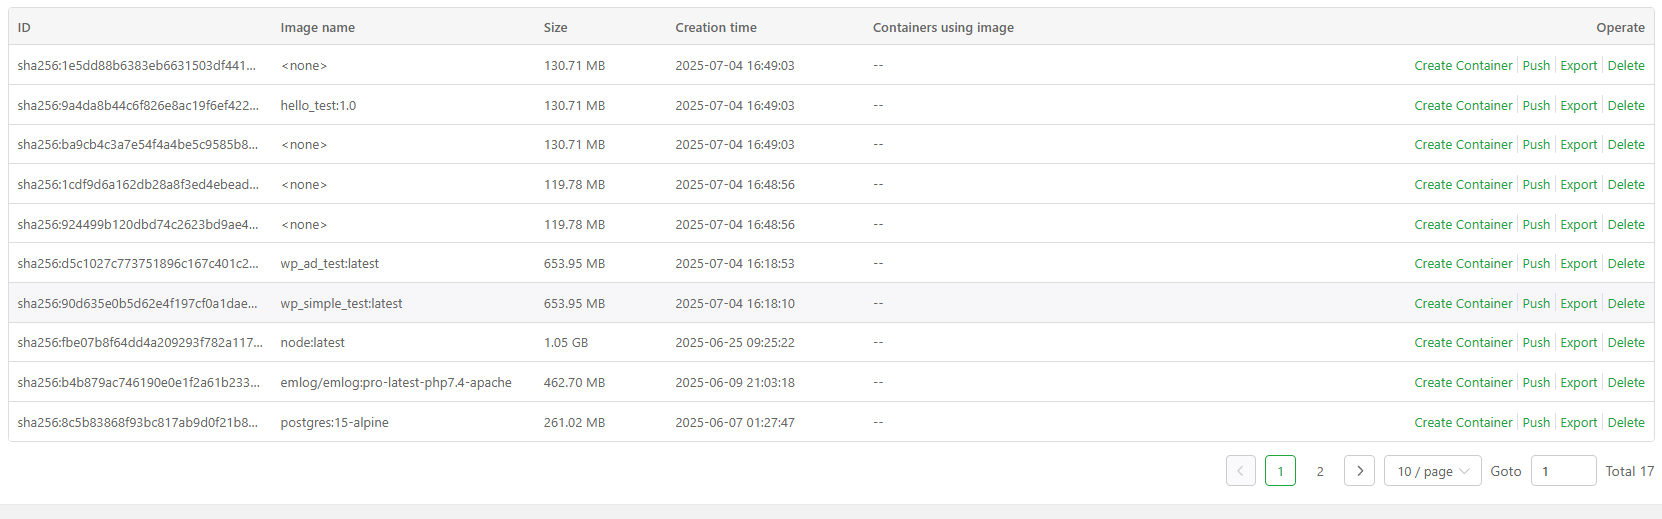 ID Image name Size Creation time Containers using image Operate
sha256:1e5dd88b6383eb6631503df441... <none> 130.71 MB 2025-07-04 16:49:03 -- Create Container Push Export Delete
sha256:9a4da8b44c6f826e8ac19f6ef422... hello_test:1.0 130.71 MB 2025-07-04 16:49:03 -- Create Container Push Export Delete
sha256:ba9cb4c3a7e54f4a4be5c9585b8... <none> 130.71 MB 2025-07-04 16:49:03 -- Create Container Push Export Delete
sha256:1cdf9d6a162db28a8f3ed4ebead... <none> 119.78 MB 2025-07-04 16:48:56 -- Create Container Push Export Delete
sha256:924499b120dbd74c2623bd9ae4... <none> 119.78 MB 2025-07-04 16:48:56 -- Create Container Push Export Delete
sha256:d5c1027c773751896c167c401c2... wp_ad_test:latest 653.95 MB 2025-07-04 16:18:53 -- Create Container Push Export Delete
sha256:90d635e0b5d62e4f197cf0a1dae... wp_simple_test:latest 653.95 MB 2025-07-04 16:18:10 -- Create Container Push Export Delete
sha256:fbe07b8f64dd4a209293f782a117... node:latest 1.05 GB 2025-06-25 09:25:22 -- Create Container Push Export Delete
sha256:b4b879ac746190e0e1f2a61b233... emlog/emlog:pro-latest-php7.4-apache 462.70 MB 2025-06-09 21:03:18 -- Create Container Push Export Delete
sha256:8c5b83868f93bc817ab9d0f21b8... postgres:15-alpine 261.02 MB 2025-06-07 01:27:47 -- Create Container Push Export Delete
1 2 10 / page Goto 1 Total 17